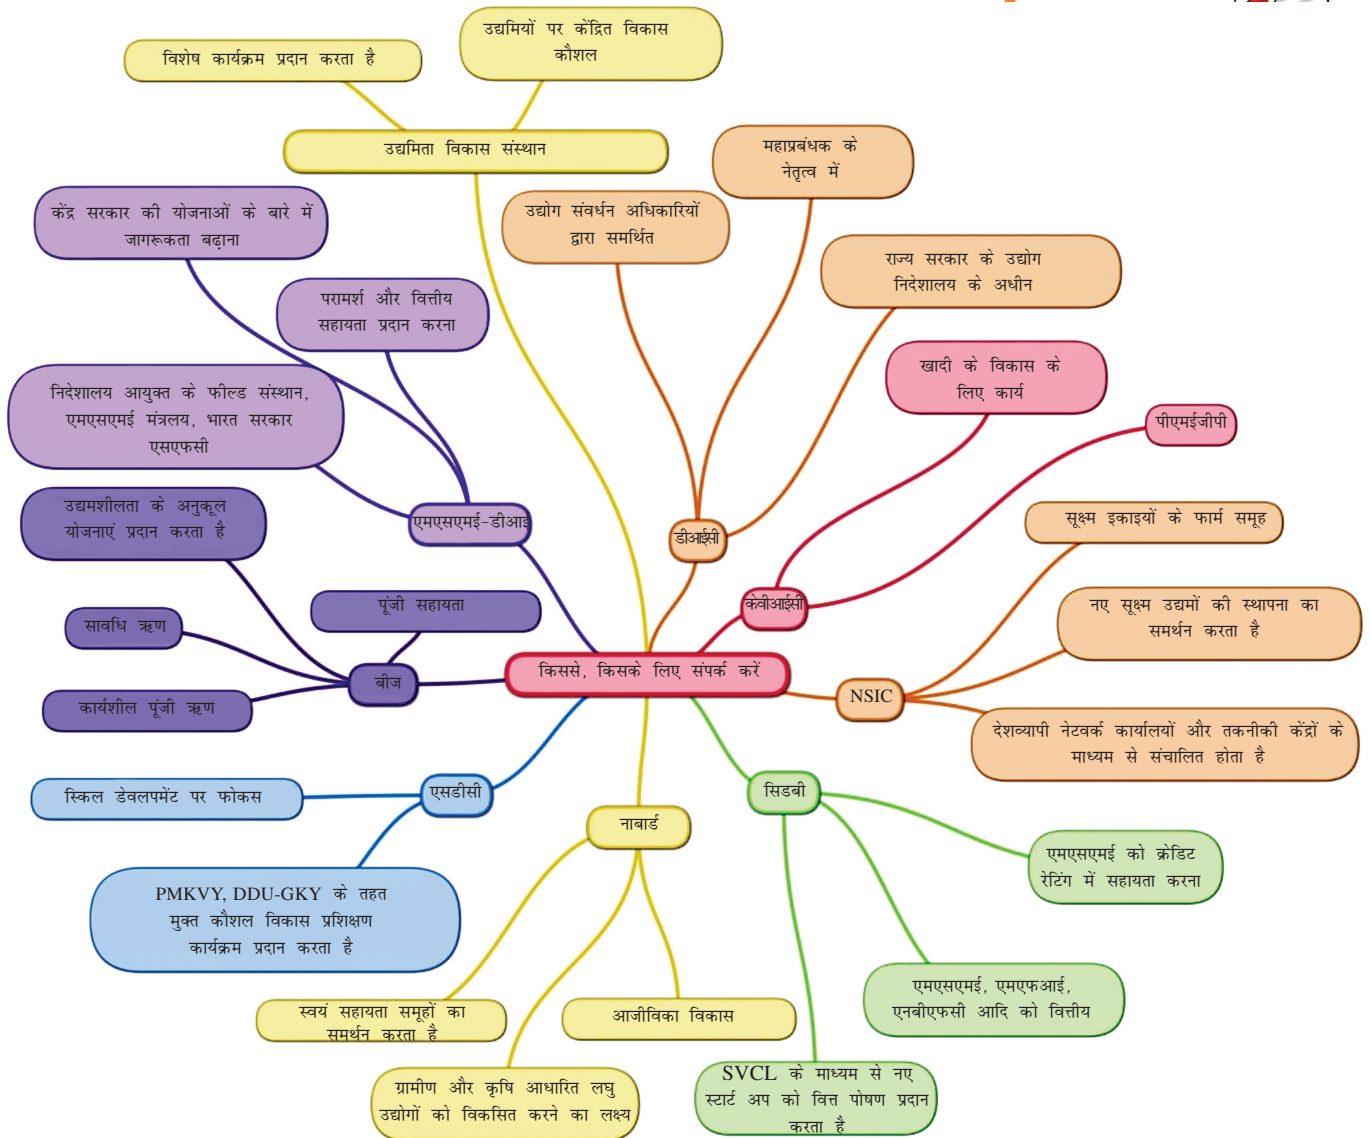 विशेष कार्यक्रम प्रदान करता है
उद्यमियों पर केंद्रित विकास
कौशल
उद्यमिता विकास संस्थान
महाप्रबंधक के
नेतृत्व में
उद्योग संवर्धन अधिकारियों
द्वारा समर्थित
राज्य सरकार के उद्योग
निदेशालय के अधीन
डीआईसी
केंद्र सरकार की योजनाओं के बारे में
जागरूकता बढ़ाना
परामर्श और वित्तीय
सहायता प्रदान करना
निदेशालय आयुक्त के फील्ड संस्थान,
एमएसएमई मंत्रलय, भारत सरकार
एसएफसी
एमएसएमई-डीआई
खादी के विकास के
लिए कार्य
पीएमईजीपी
केवीआईसी
उद्यमशीलता के अनुकूल
योजनाएं प्रदान करता है
पूंजी सहायता
सावधि ऋण
कार्यशील पूंजी ऋण
बीज
किससे, किसके लिए संपर्क करें
सूक्ष्म इकाइयों के फार्म समूह
नए सूक्ष्म उद्यमों की स्थापना का
समर्थन करता है
NSIC
देशव्यापी नेटवर्क कार्यालयों और तकनीकी केंद्रों के
माध्यम से संचालित होता है
स्किल डेवलपमेंट पर फोकस
एसडीसी
PMKVY, DDU-GKY के तहत
मुक्त कौशल विकास प्रशिक्षण
कार्यक्रम प्रदान करता है
नाबार्ड
स्वयं सहायता समूहों का
समर्थन करता है
आजीविका विकास
ग्रामीण और कृषि आधारित लघु
उद्योगों को विकसित करने का लक्ष्य
सिडबी
एमएसएमई को क्रेडिट
रेटिंग में सहायता करना
एमएसएमई, एमएफआई,
एनबीएफसी आदि को वित्तीय
SVCL के माध्यम से नए
स्टार्ट अप को वित्त पोषण प्रदान
करता है